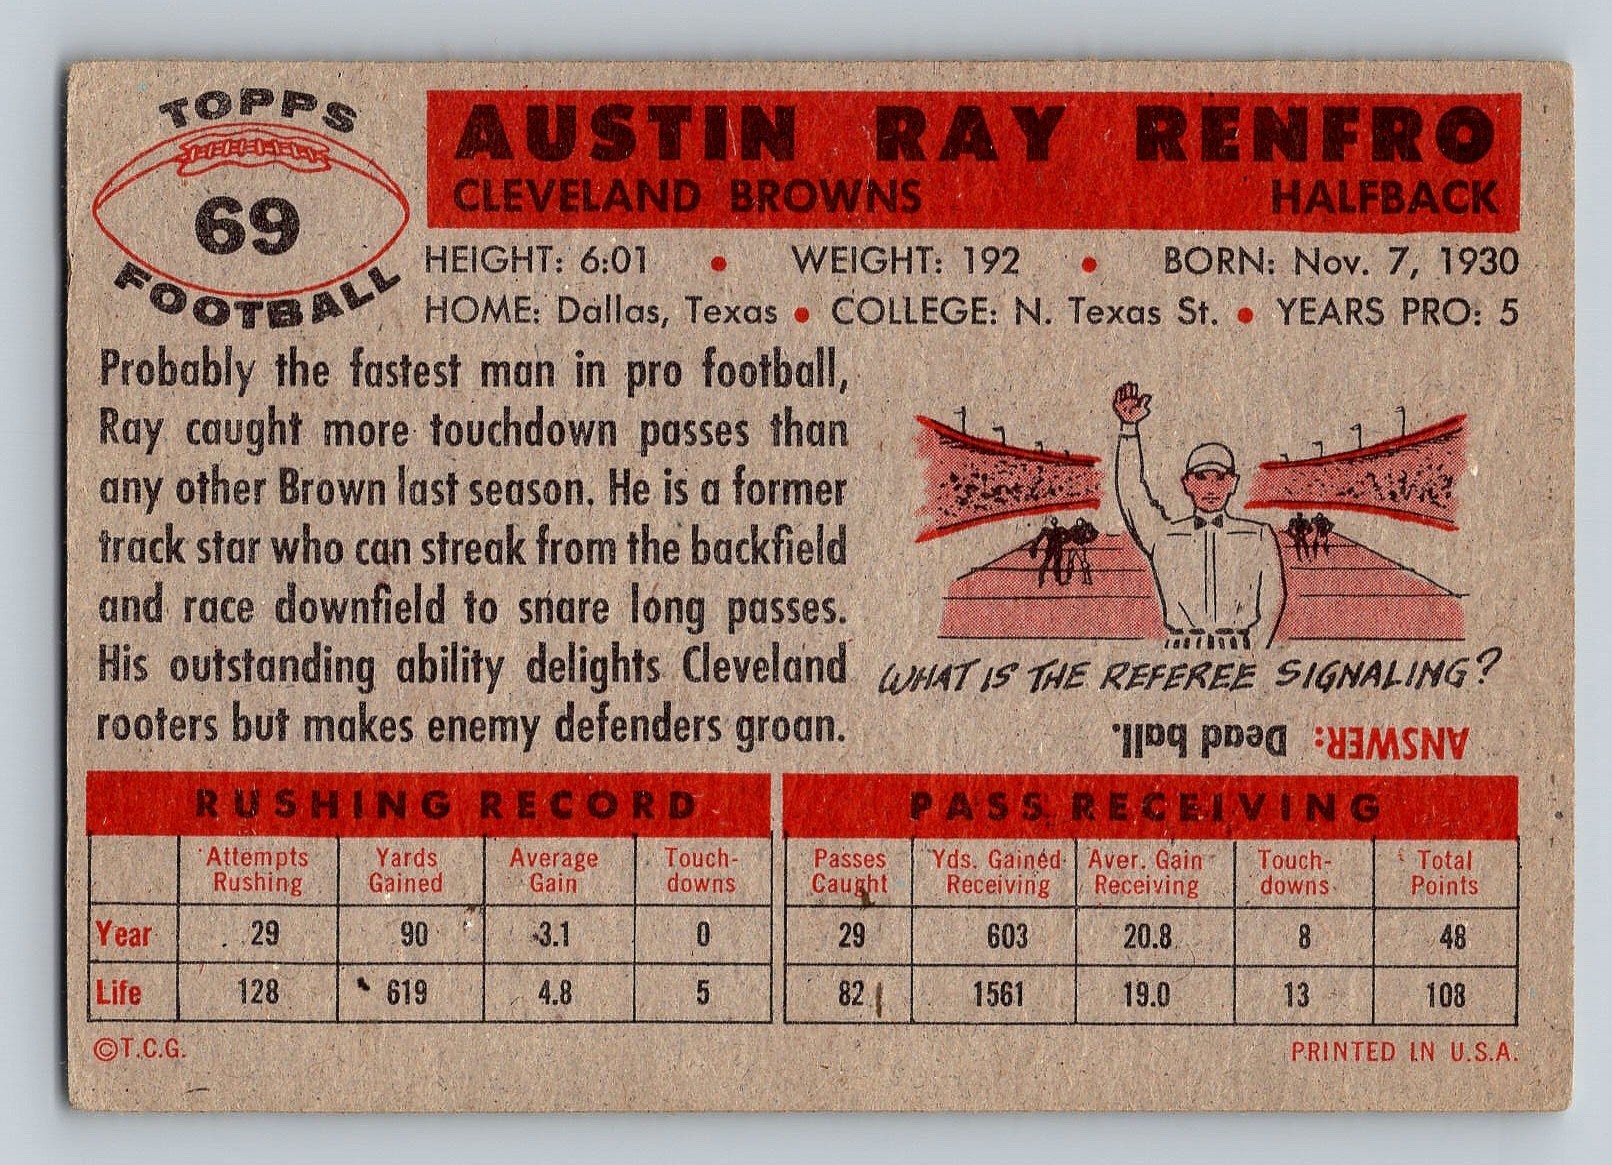 TOPPS
69
FOOTBALL
AUSTIN RAY RENFRO
CLEVELAND BROWNS HALFBACK
HEIGHT: 6:01 • WEIGHT: 192 • BORN: Nov. 7, 1930
HOME: Dallas, Texas • COLLEGE: N. Texas St. • YEARS PRO: 5
Probably the fastest man in pro football,
Ray caught more touchdown passes than
any other Brown last season. He is a former
track star who can streak from the backfield
and race downfield to snare long passes.
His outstanding ability delights Cleveland
rooters but makes enemy defenders groan.
WHAT IS THE REFEREE SIGNALING?
ANSWER: Dead ball.
RUSHING RECORD
Attempts Rushing Yards Gained Average Gain Touch-downs
Year 29 90 3.1 0
Life 128 619 4.8 5
PASS RECEIVING
Passes Caught Yds. Gained Receiving Aver. Gain Receiving Touch-downs Total Points
29 603 20.8 8 48
82 1561 19.0 13 108
©T.C.G.
PRINTED IN U.S.A.